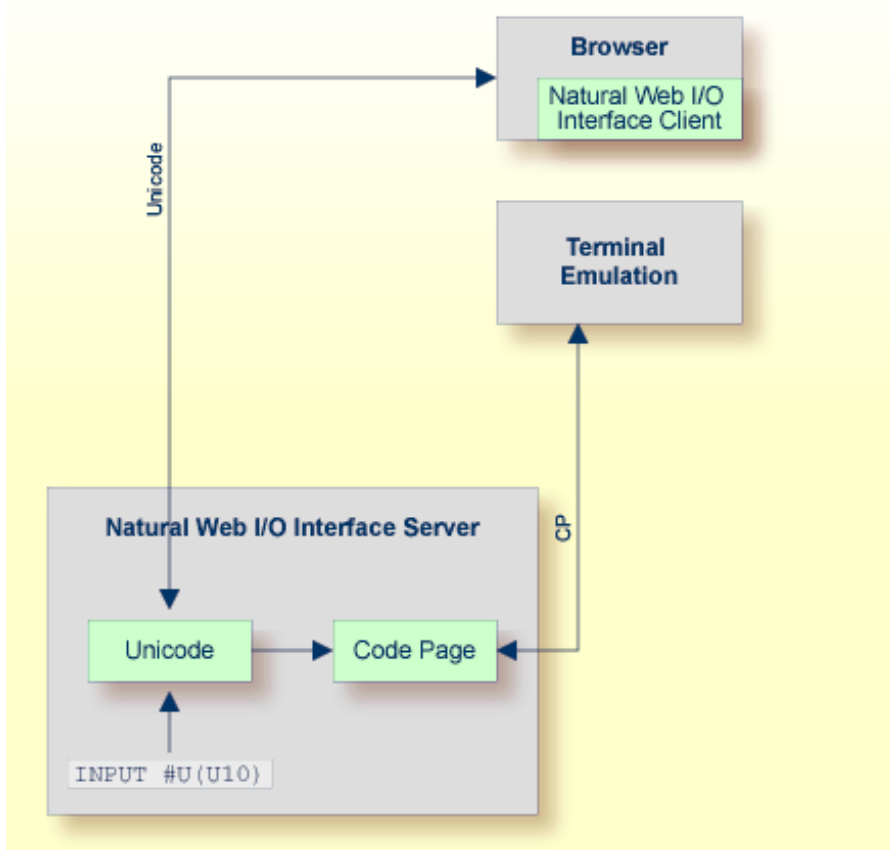 Browser
Natural Web I/O
Interface Client
Unicode
Terminal
Emulation
Natural Web I/O Interface Server
CP
Unicode
Code Page
INPUT #U(U10)